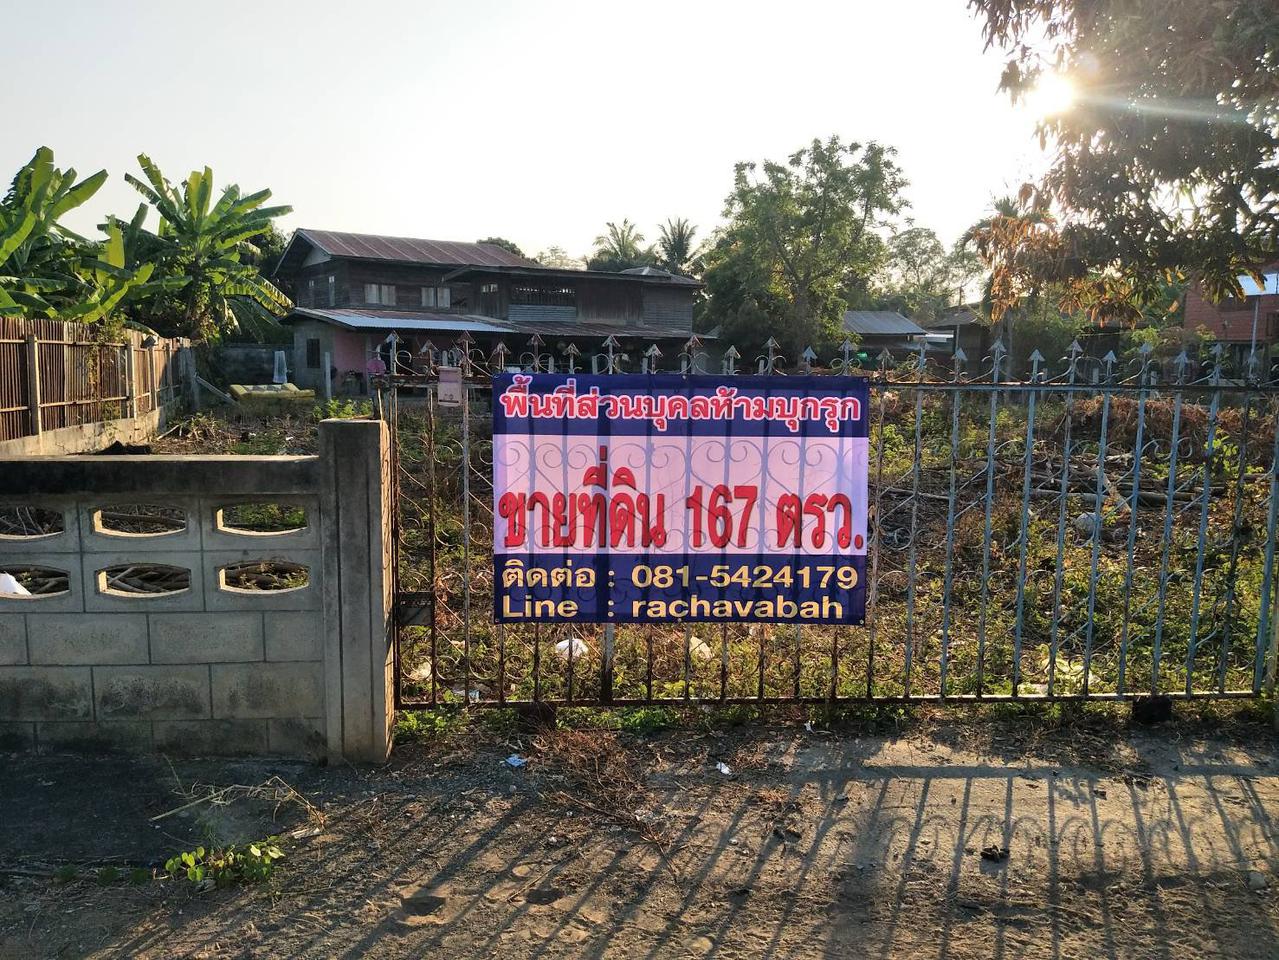 พื้นที่ส่วนบุคคลห้ามบุกรุก
ขายที่ดิน 167 ตรว.
ติดต่อ : 081-5424179
Line : rachavabah